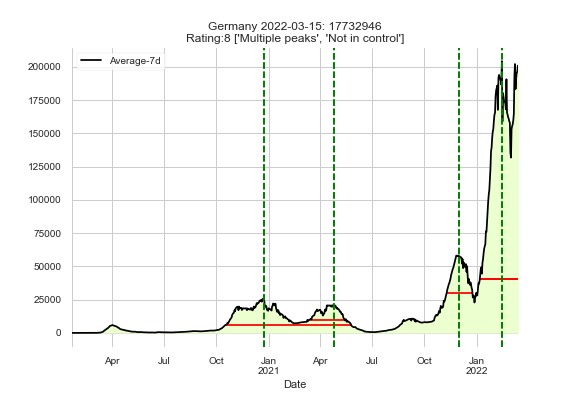 Germany 2022-03-15: 17732946
Rating:8 ['Multiple peaks', 'Not in control']
Average-7d
200000
175000
150000
125000
100000
75000
50000
25000
0
Apr
Jul
Oct
Jan
2021
Apr
Jul
Oct
Jan
2022
Date